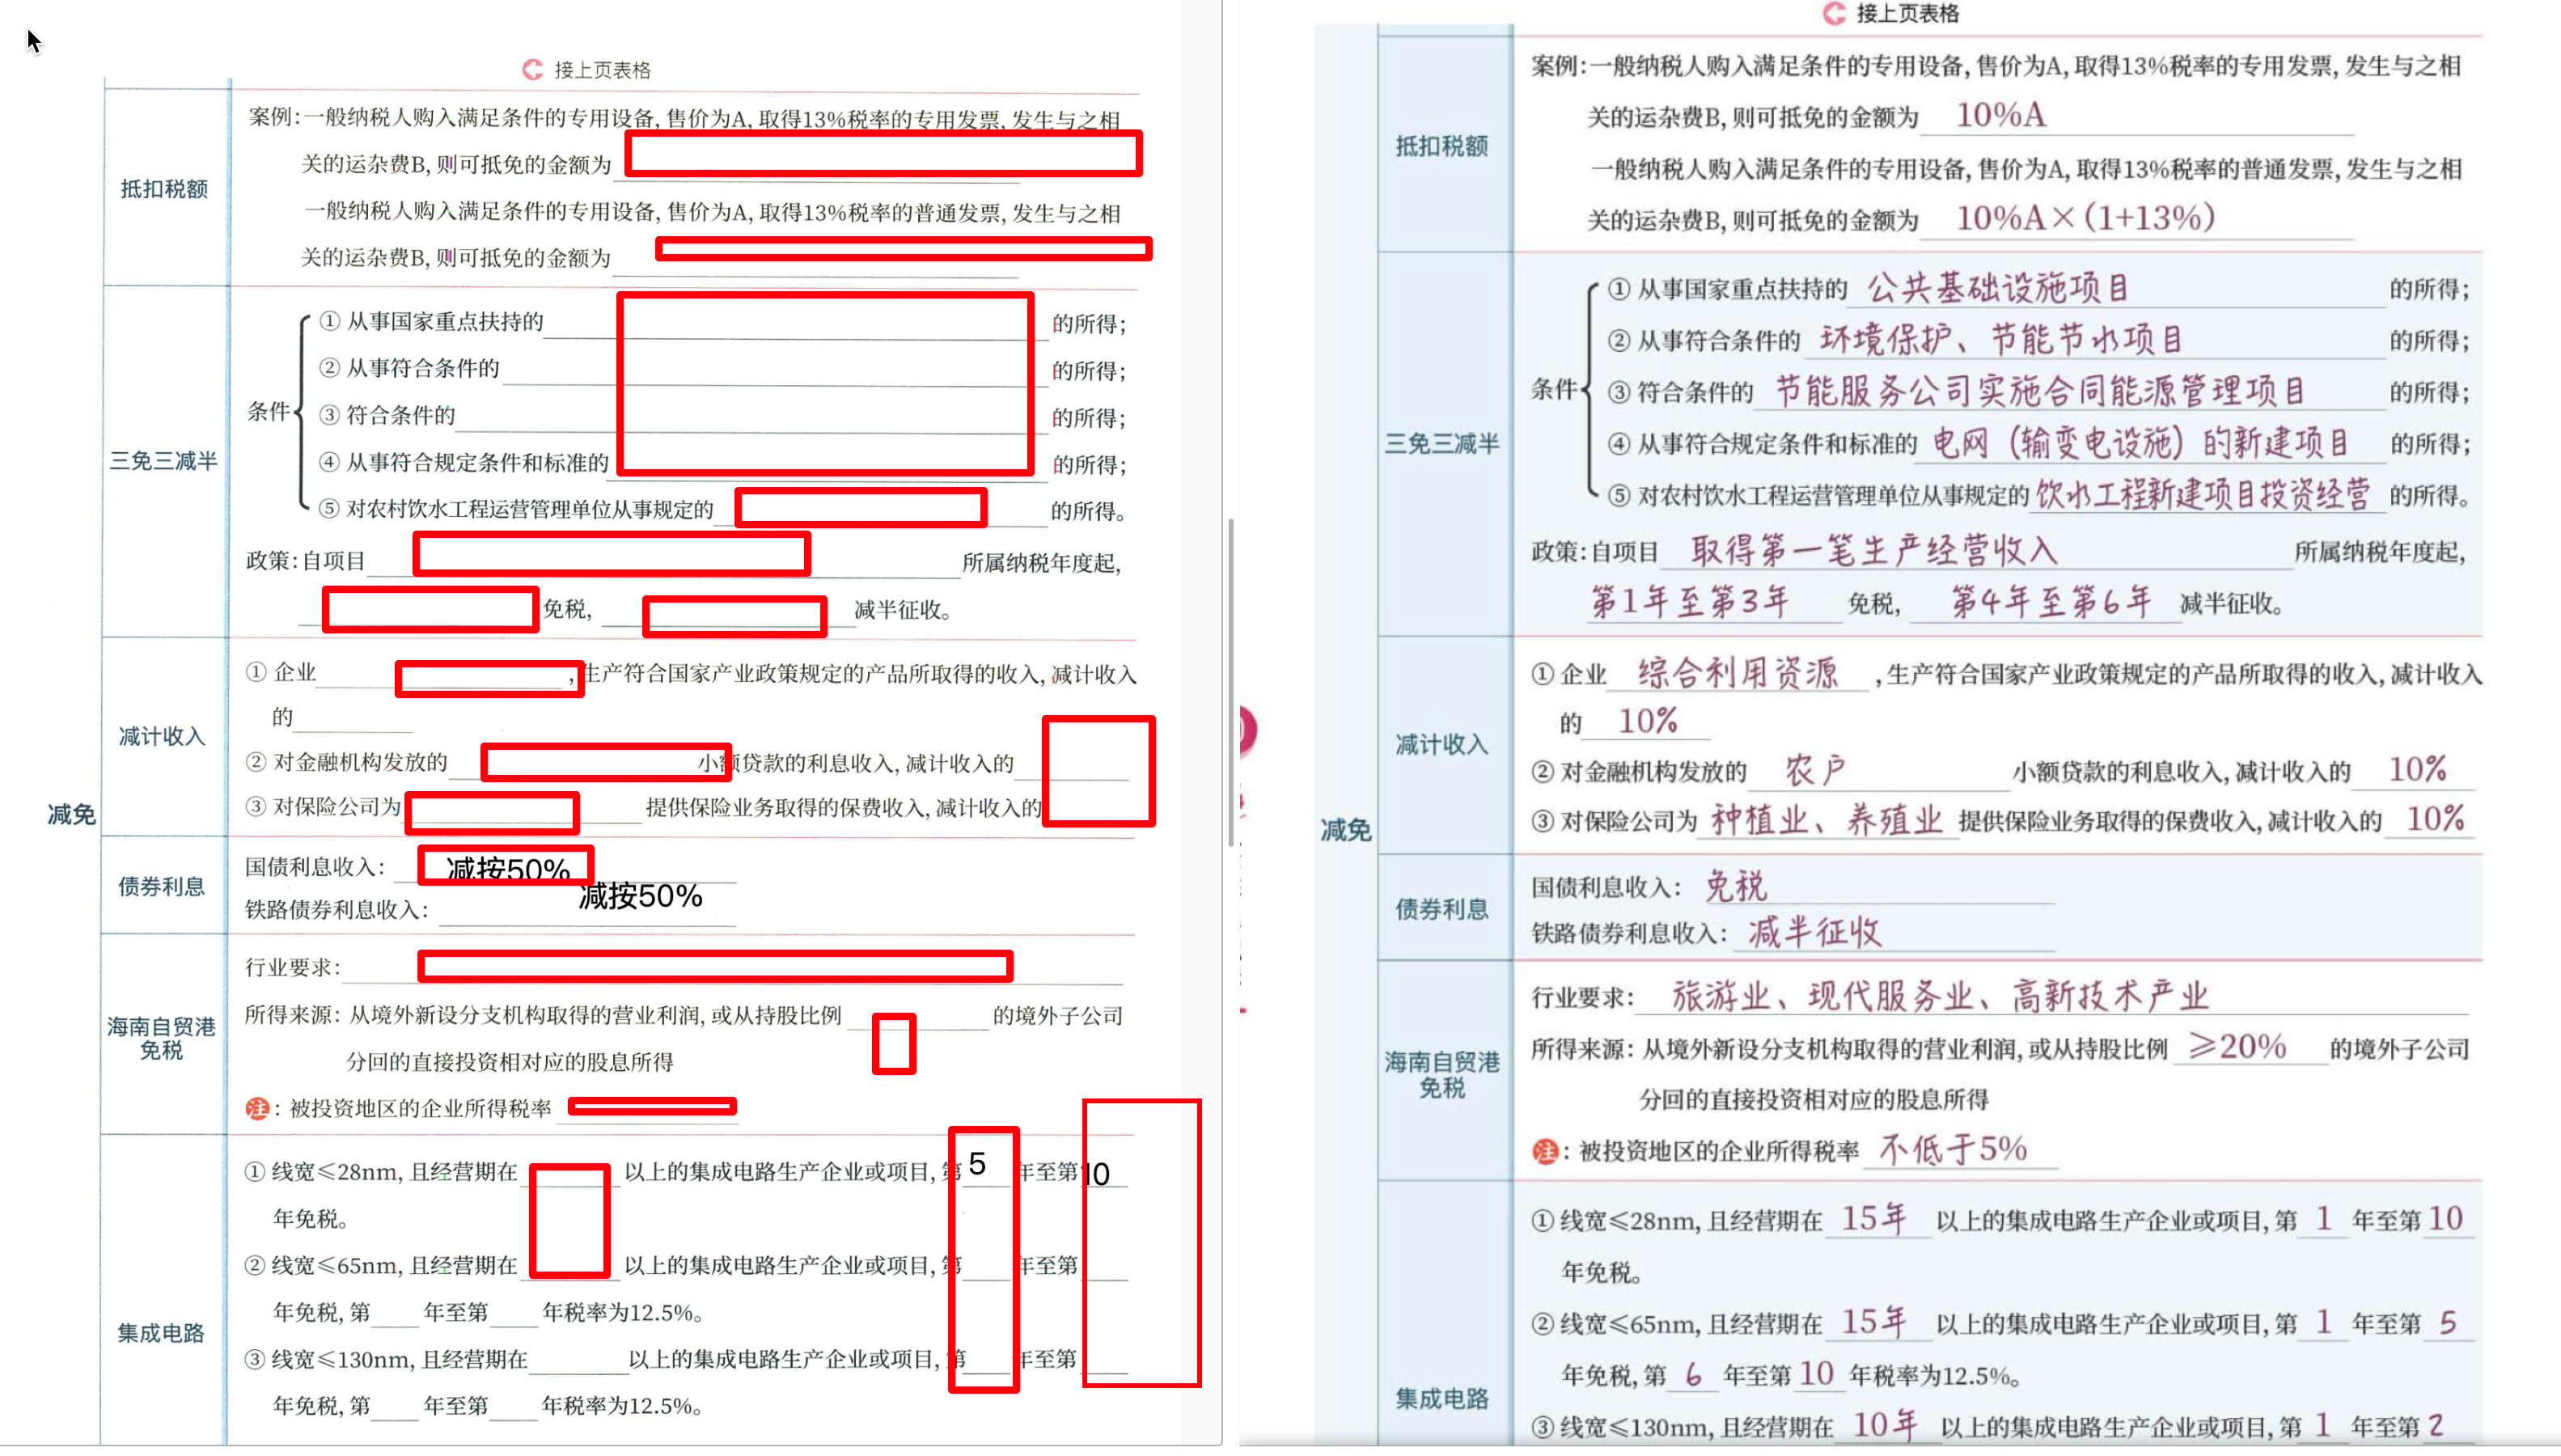 接上页表格
抵扣税额
案例:一般纳税人购入满足条件的专用设备,售价为A,取得13%税率的专用发票,发生与之相
关的运杂费B,则可抵免的金额为
一般纳税人购入满足条件的专用设备,售价为A,取得13%税率的普通发票,发生与之相
关的运杂费B,则可抵免的金额为
三免三减半
条件
① 从事国家重点扶持的 的所得;
② 从事符合条件的 的所得;
③ 符合条件的 的所得;
④ 从事符合规定条件和标准的 的所得;
⑤ 对农村饮水工程运营管理单位从事规定的 的所得。
政策:自项目 所属纳税年度起,
免税, 减半征收。
减免
减计收入
① 企业 ,生产符合国家产业政策规定的产品所取得的收入,减计收入
的
② 对金融机构发放的 小额贷款的利息收入,减计收入的
③ 对保险公司为 提供保险业务取得的保费收入,减计收入的
债券利息
国债利息收入: 减按50%
减按50%
铁路债券利息收入:
海南自贸港
免税
行业要求:
所得来源:从境外新设分支机构取得的营业利润,或从持股比例 的境外子公司
分回的直接投资相对应的股息所得
注:被投资地区的企业所得税率
集成电路
① 线宽≤28nm,且经营期在 以上的集成电路生产企业或项目,第 5 年至第 10
年免税。
② 线宽≤65nm,且经营期在 以上的集成电路生产企业或项目,第 年至第
年免税,第 年至第 年税率为12.5%。
③ 线宽≤130nm,且经营期在 以上的集成电路生产企业或项目,第 年至第
年免税,第 年至第 年税率为12.5%。
接上页表格
抵扣税额
案例:一般纳税人购入满足条件的专用设备,售价为A,取得13%税率的专用发票,发生与之相
关的运杂费B,则可抵免的金额为 10%A
一般纳税人购入满足条件的专用设备,售价为A,取得13%税率的普通发票,发生与之相
关的运杂费B,则可抵免的金额为 10%A×(1+13%)
三免三减半
条件
① 从事国家重点扶持的 公共基础设施项目 的所得;
② 从事符合条件的 环境保护、节能节水项目 的所得;
③ 符合条件的 节能服务公司实施合同能源管理项目 的所得;
④ 从事符合规定条件和标准的 电网(输变电设施)的新建项目 的所得;
⑤ 对农村饮水工程运营管理单位从事规定的 饮水工程新建项目投资经营 的所得。
政策:自项目 取得第一笔生产经营收入 所属纳税年度起,
第1年至第3年 免税, 第4年至第6年 减半征收。
减免
减计收入
① 企业 综合利用资源 ,生产符合国家产业政策规定的产品所取得的收入,减计收入
的 10%
② 对金融机构发放的 农户 小额贷款的利息收入,减计收入的 10%
③ 对保险公司为 种植业、养殖业 提供保险业务取得的保费收入,减计收入的 10%
债券利息
国债利息收入: 免税
铁路债券利息收入: 减半征收
海南自贸港
免税
行业要求: 旅游业、现代服务业、高新技术产业
所得来源:从境外新设分支机构取得的营业利润,或从持股比例 ≥20% 的境外子公司
分回的直接投资相对应的股息所得
注:被投资地区的企业所得税率 不低于5%
集成电路
① 线宽≤28nm,且经营期在 15年 以上的集成电路生产企业或项目,第 1 年至第 10
年免税。
② 线宽≤65nm,且经营期在 15年 以上的集成电路生产企业或项目,第 1 年至第 5
年免税,第 6 年至第 10 年税率为12.5%。
③ 线宽≤130nm,且经营期在 10年 以上的集成电路生产企业或项目,第 1 年至第 2